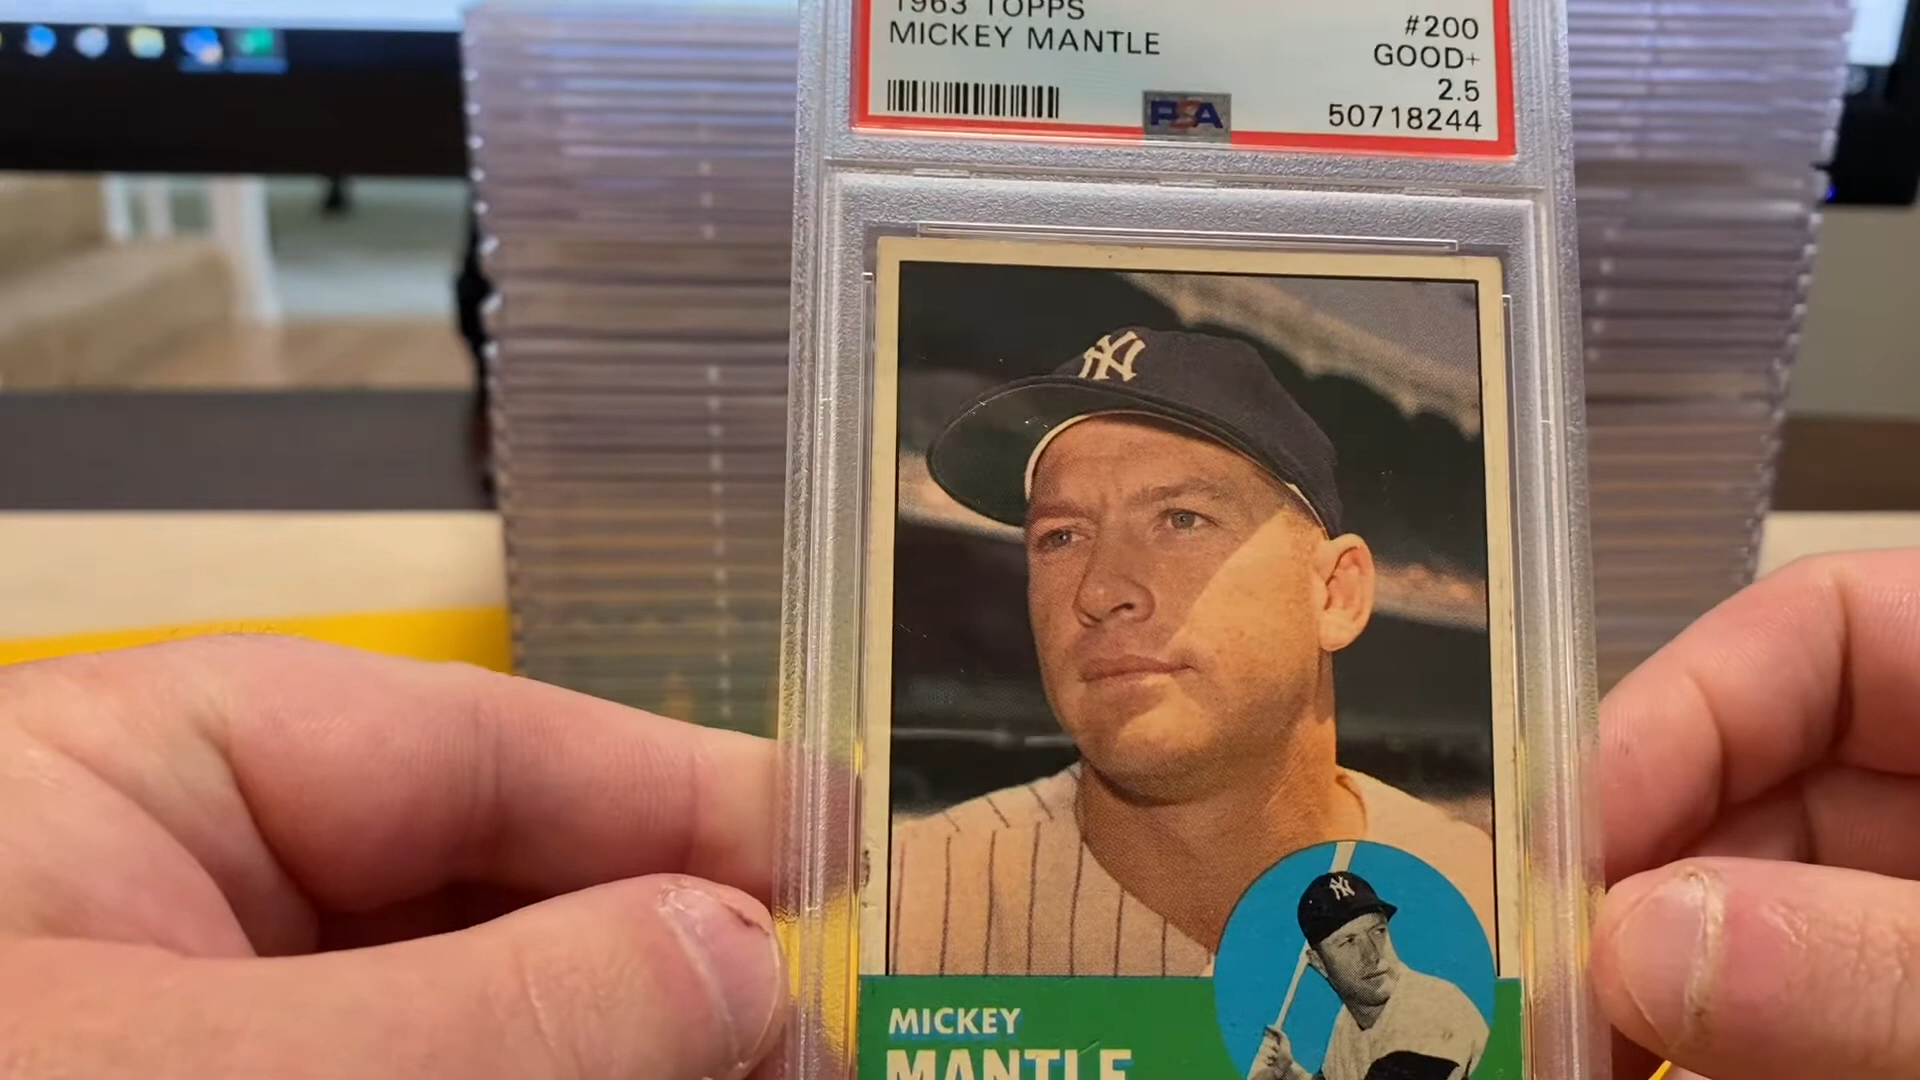 1963 TOPPS
#200
MICKEY MANTLE
GOOD+
2.5
PSA
50718244
NY
NY
MICKEY
MANTLE